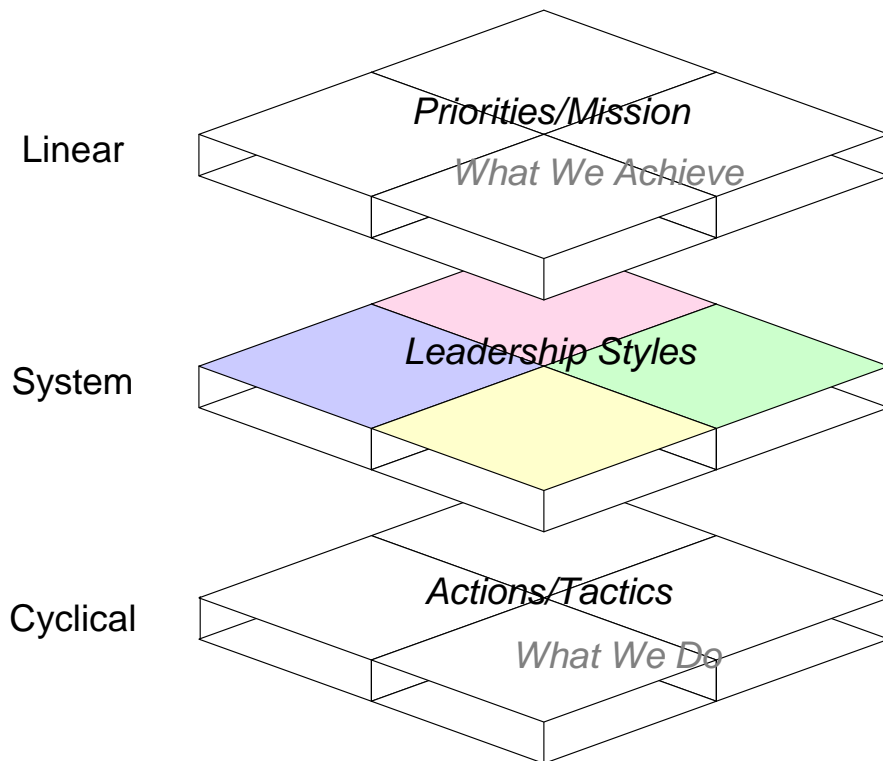 Priorities/Mission
Linear
What We Achieve
Leadership Styles
System
Actions/Tactics
Cyclical
What We Do